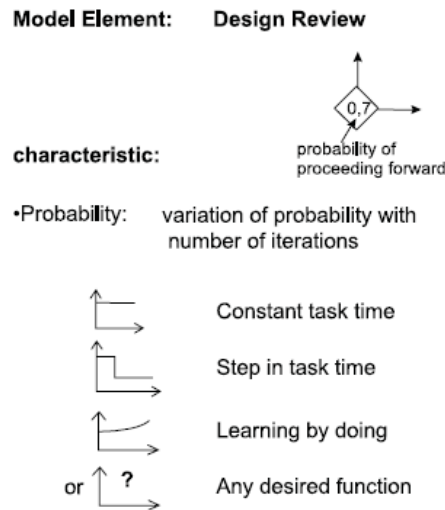 Model Element: Design Review
0,7
probability of
proceeding forward
characteristic:
•Probability: variation of probability with
number of iterations
Constant task time
Step in task time
Learning by doing
or ? Any desired function